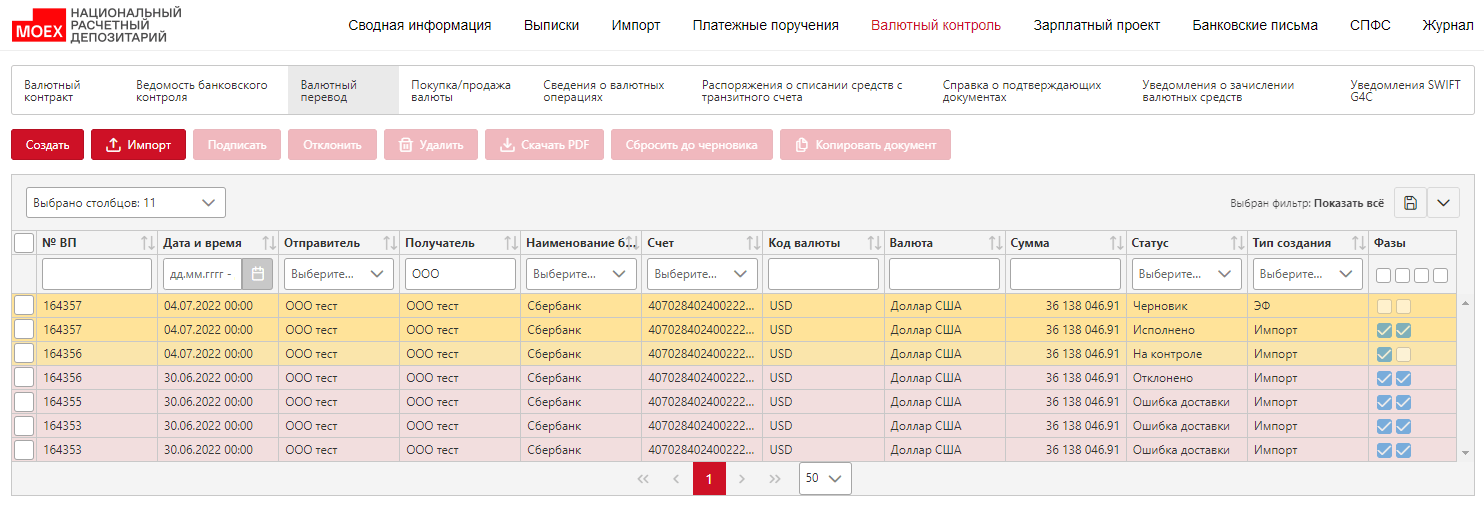 НАЦИОНАЛЬНЫЙ
РАСЧЕТНЫЙ
ДЕПОЗИТАРИЙ
MOEX
Сводная информация Выписки Импорт Платежные поручения Валютный контроль Зарплатный проект Банковские письма СПФС Журнал
Валютный контракт Ведомость банковского контроля Валютный перевод Покупка/продажа валюты Сведения о валютных операциях Распоряжения о списании средств с транзитного счета Справка о подтверждающих документах Уведомления о зачислении валютных средств Уведомления SWIFT G4C
Создать Импорт Подписать Отклонить Удалить Скачать PDF Сбросить до черновика Копировать документ
Выбрано столбцов: 11 Выбран фильтр: Показать всё
№ ВП Дата и время Отправитель Получатель Наименование б... Счет Код валюты Валюта Сумма Статус Тип создания Фазы
дд.мм.гггг - Выберите... ООО Выберите... Выберите... Выберите... Выберите...
164357 04.07.2022 00:00 ООО тест ООО тест Сбербанк 407028402400222... USD Доллар США 36 138 046.91 Черновик ЭФ
164357 04.07.2022 00:00 ООО тест ООО тест Сбербанк 407028402400222... USD Доллар США 36 138 046.91 Исполнено Импорт
164356 04.07.2022 00:00 ООО тест ООО тест Сбербанк 407028402400222... USD Доллар США 36 138 046.91 На контроле Импорт
164356 30.06.2022 00:00 ООО тест ООО тест Сбербанк 407028402400222... USD Доллар США 36 138 046.91 Отклонено Импорт
164355 30.06.2022 00:00 ООО тест ООО тест Сбербанк 407028402400222... USD Доллар США 36 138 046.91 Ошибка доставки Импорт
164353 30.06.2022 00:00 ООО тест ООО тест Сбербанк 407028402400222... USD Доллар США 36 138 046.91 Ошибка доставки Импорт
164353 30.06.2022 00:00 ООО тест ООО тест Сбербанк 407028402400222... USD Доллар США 36 138 046.91 Ошибка доставки Импорт
1 50